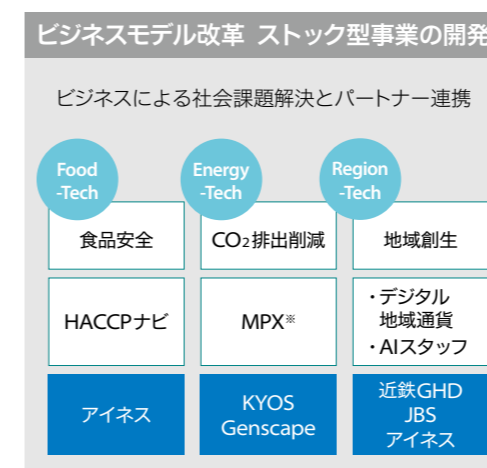 ビジネスモデル改革 ストック型事業の開発
ビジネスによる社会課題解決とパートナー連携
Food
-Tech
Energy
-Tech
Region
-Tech
食品安全
CO₂排出削減
地域創生
HACCPナビ
MPX※
・デジタル
地域通貨
・AIスタッフ
アイネス
KYOS
Genscape
近鉄GHD
JBS
アイネス